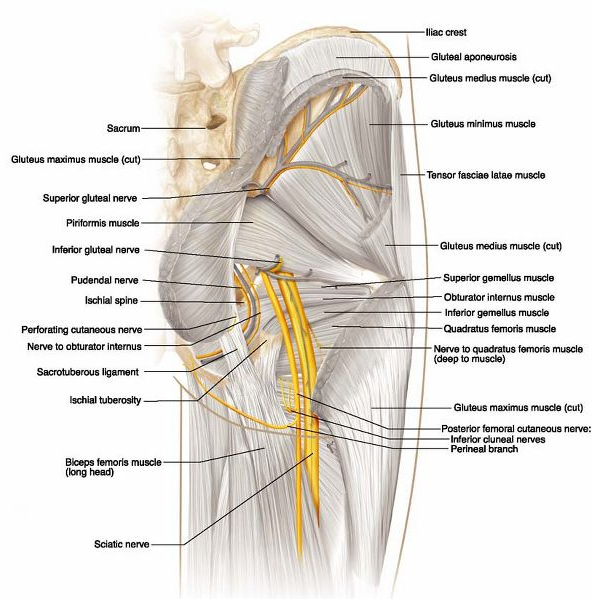 Iliac crest
Gluteal aponeurosis
Gluteus medius muscle (cut)
Gluteus minimus muscle
Sacrum
Gluteus maximus muscle (cut)
Tensor fasciae latae muscle
Superior gluteal nerve
Piriformis muscle
Inferior gluteal nerve
Gluteus medius muscle (cut)
Pudendal nerve
Superior gemellus muscle
Ischial spine
Obturator internus muscle
Inferior gemellus muscle
Perforating cutaneous nerve
Quadratus femoris muscle
Nerve to obturator internus
Nerve to quadratus femoris muscle
(deep to muscle)
Sacrotuberous ligament
Ischial tuberosity
Gluteus maximus muscle (cut)
Posterior femoral cutaneous nerve:
Inferior cluneal nerves
Perineal branch
Biceps femoris muscle
(long head)
Sciatic nerve